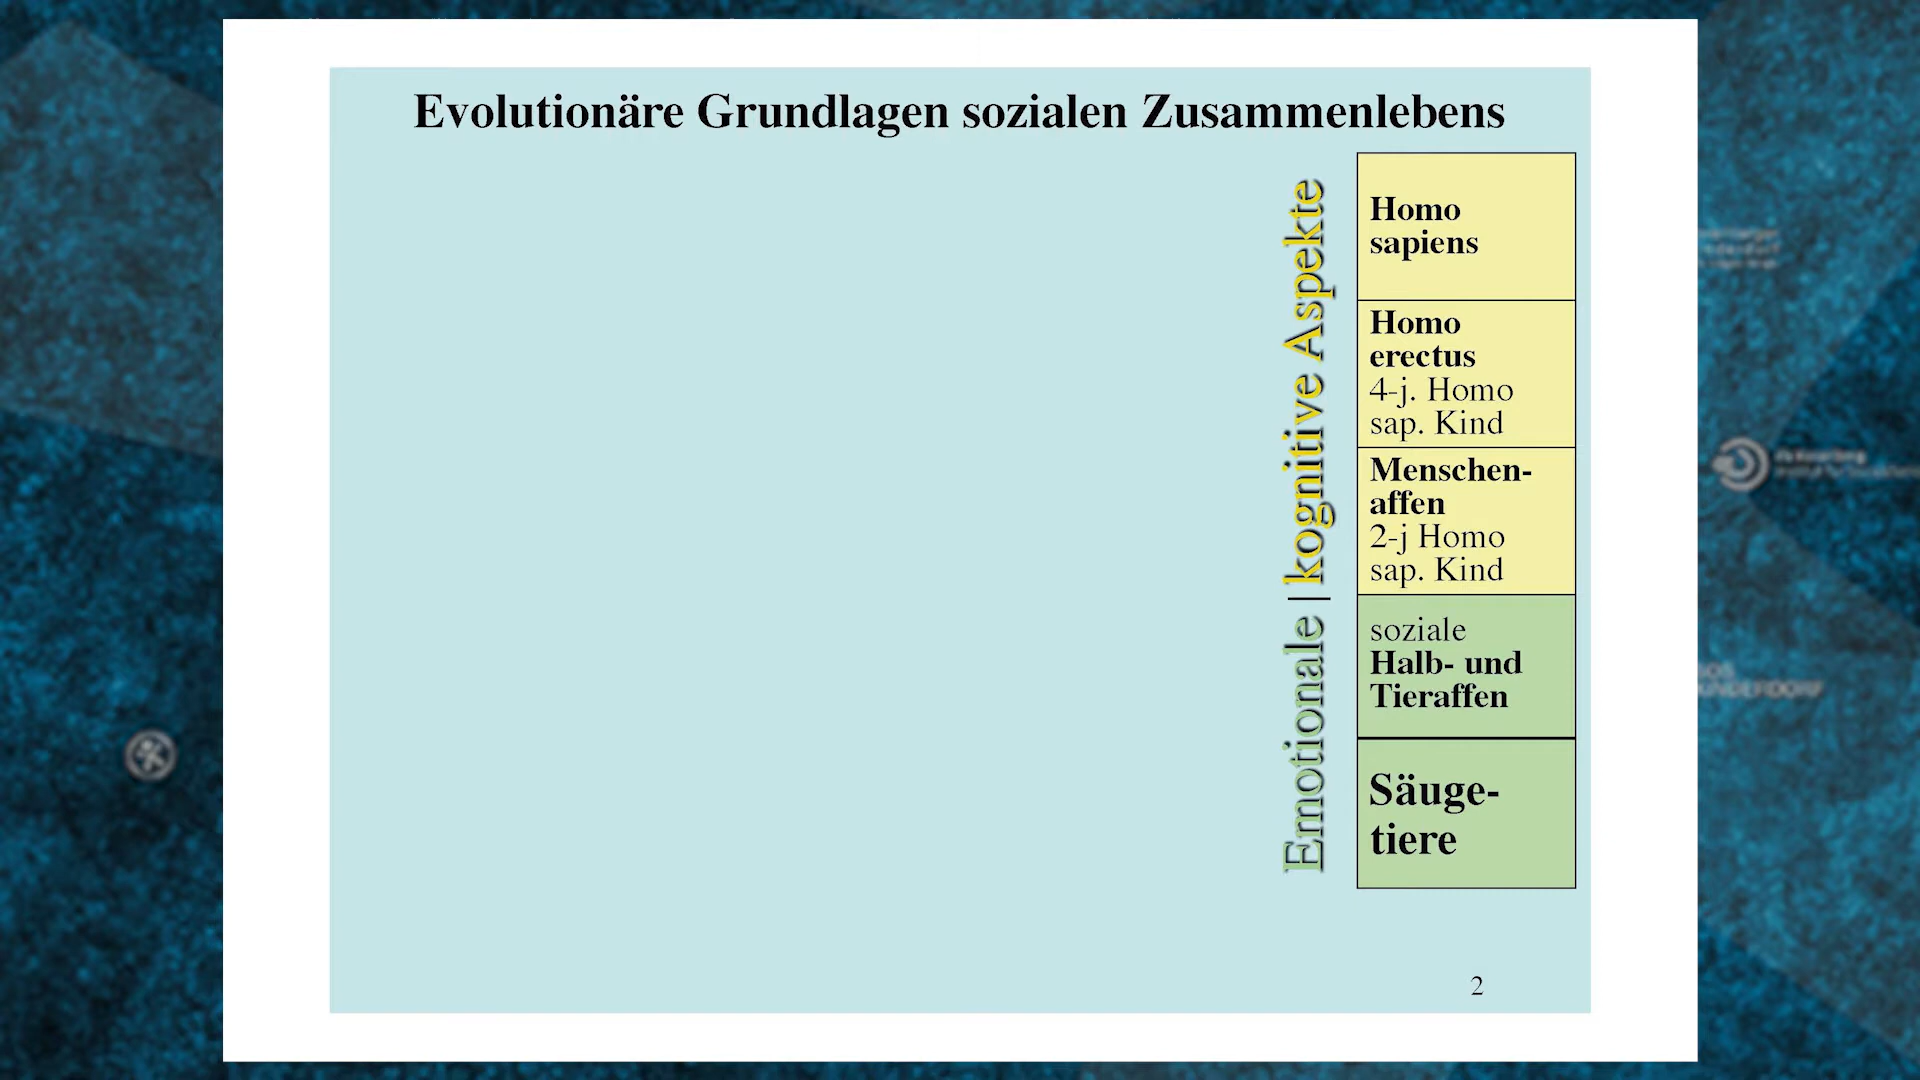 Evolutionäre Grundlagen sozialen Zusammenlebens
Emotionale | kognitive Aspekte
Homo
sapiens
Homo
erectus
4-j. Homo
sap. Kind
Menschen-
affen
2-j Homo
sap. Kind
soziale
Halb- und
Tieraffen
Säuge-
tiere
2
KINDERDORF